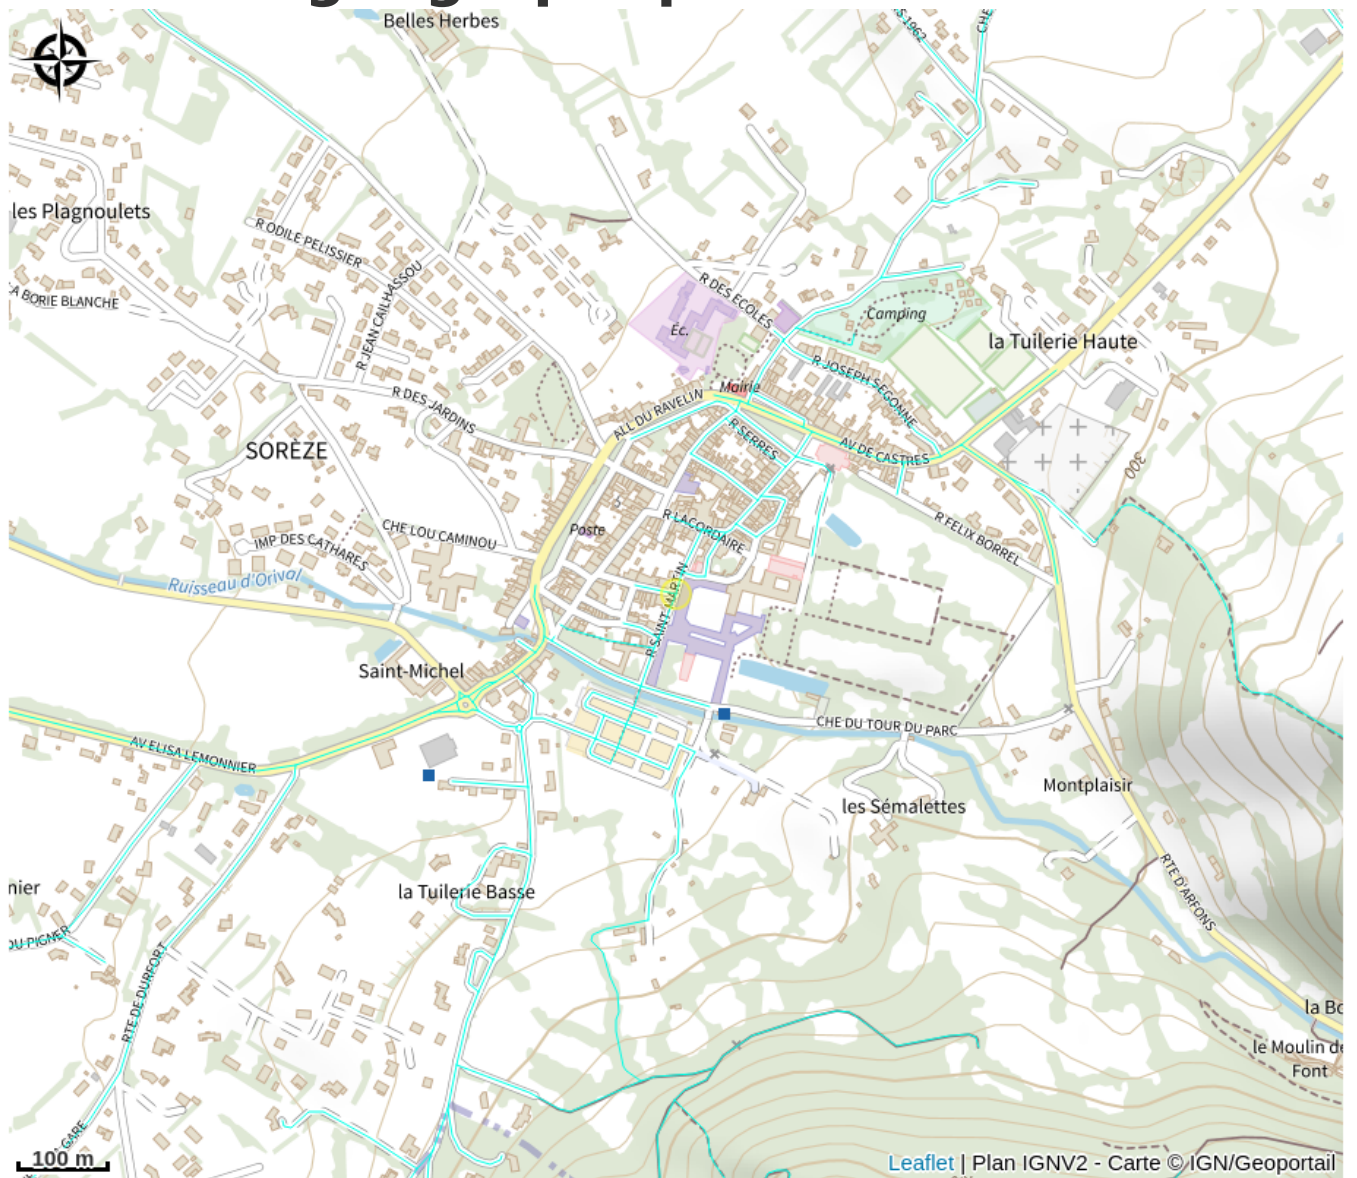 Belles Herbes
S 1962
CHE
les Plagnoulets
R ODILE PELISSIER
A BORIE BLANCHE
R JEAN CAILHASSOU
R DES ECOLES
Éc.
Camping
la Tuilerie Haute
R JOSEPH SEGONNE
Mairie
R DES JARDINS
ALL DU RAVELIN
R SERRES
AV DE CASTRES
SORÈZE
300
Poste
R LACORDAIRE
R FELIX BORREL
CHE LOU CAMINOU
IMP DES CATHARES
Ruisseau d'Orival
R SAINT-MARTIN
Saint-Michel
CHE DU TOUR DU PARC
AV ELISA LEMONNIER
Montplaisir
les Sémalettes
nier
la Tuilerie Basse
RTE D'ARFONS
DU PIGNER
RTE DE DURFORT
la Bo
le Moulin de
Font
GARE
100 m
Leaflet | Plan IGNV2 - Carte © IGN/Geoportail